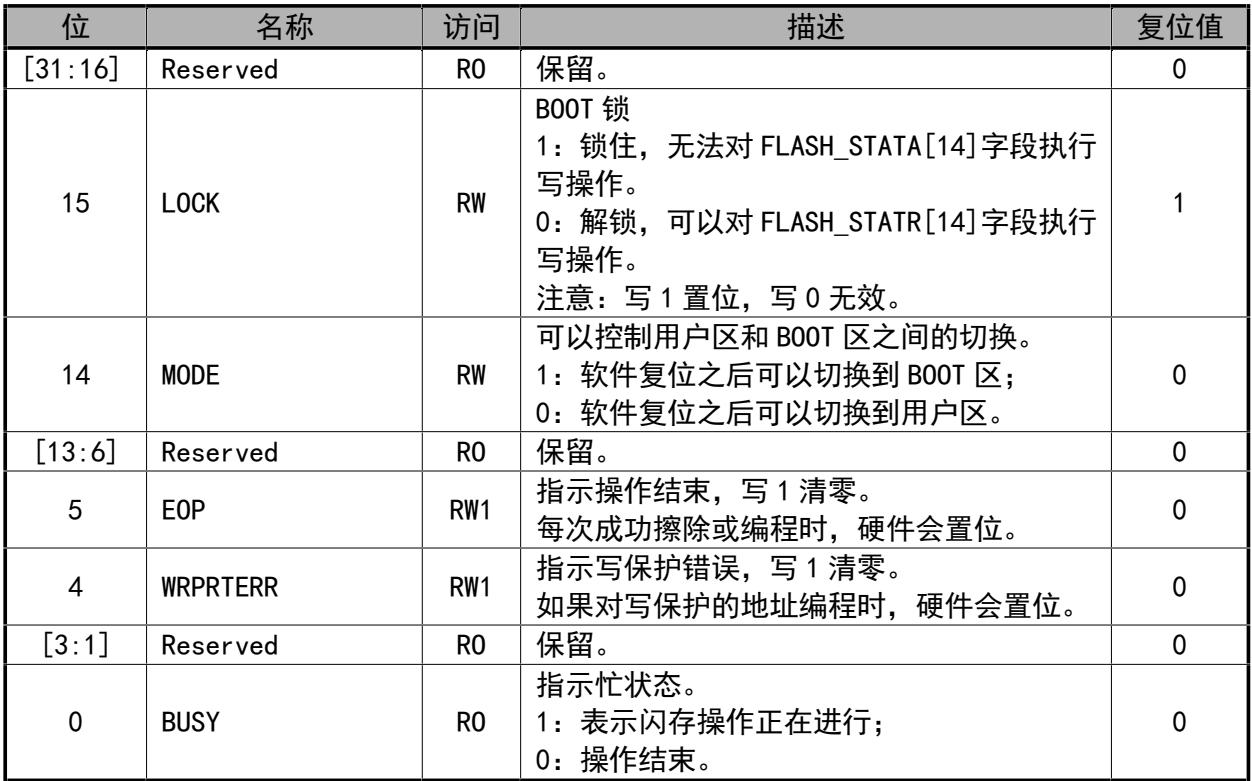 位 名称 访问 描述 复位值
[31:16] Reserved RO 保留。 0
15 LOCK RW BOOT 锁 1
1：锁住，无法对 FLASH_STATA[14]字段执行
写操作。
0：解锁，可以对 FLASH_STATR[14]字段执行
写操作。
注意：写 1 置位，写 0 无效。
14 MODE RW 可以控制用户区和 BOOT 区之间的切换。 0
1：软件复位之后可以切换到 BOOT 区；
0：软件复位之后可以切换到用户区。
[13:6] Reserved RO 保留。 0
5 EOP RW1 指示操作结束，写 1 清零。 0
每次成功擦除或编程时，硬件会置位。
4 WRPRTERR RW1 指示写保护错误，写 1 清零。 0
如果对写保护的地址编程时，硬件会置位。
[3:1] Reserved RO 保留。 0
0 BUSY RO 指示忙状态。 0
1：表示闪存操作正在进行；
0：操作结束。